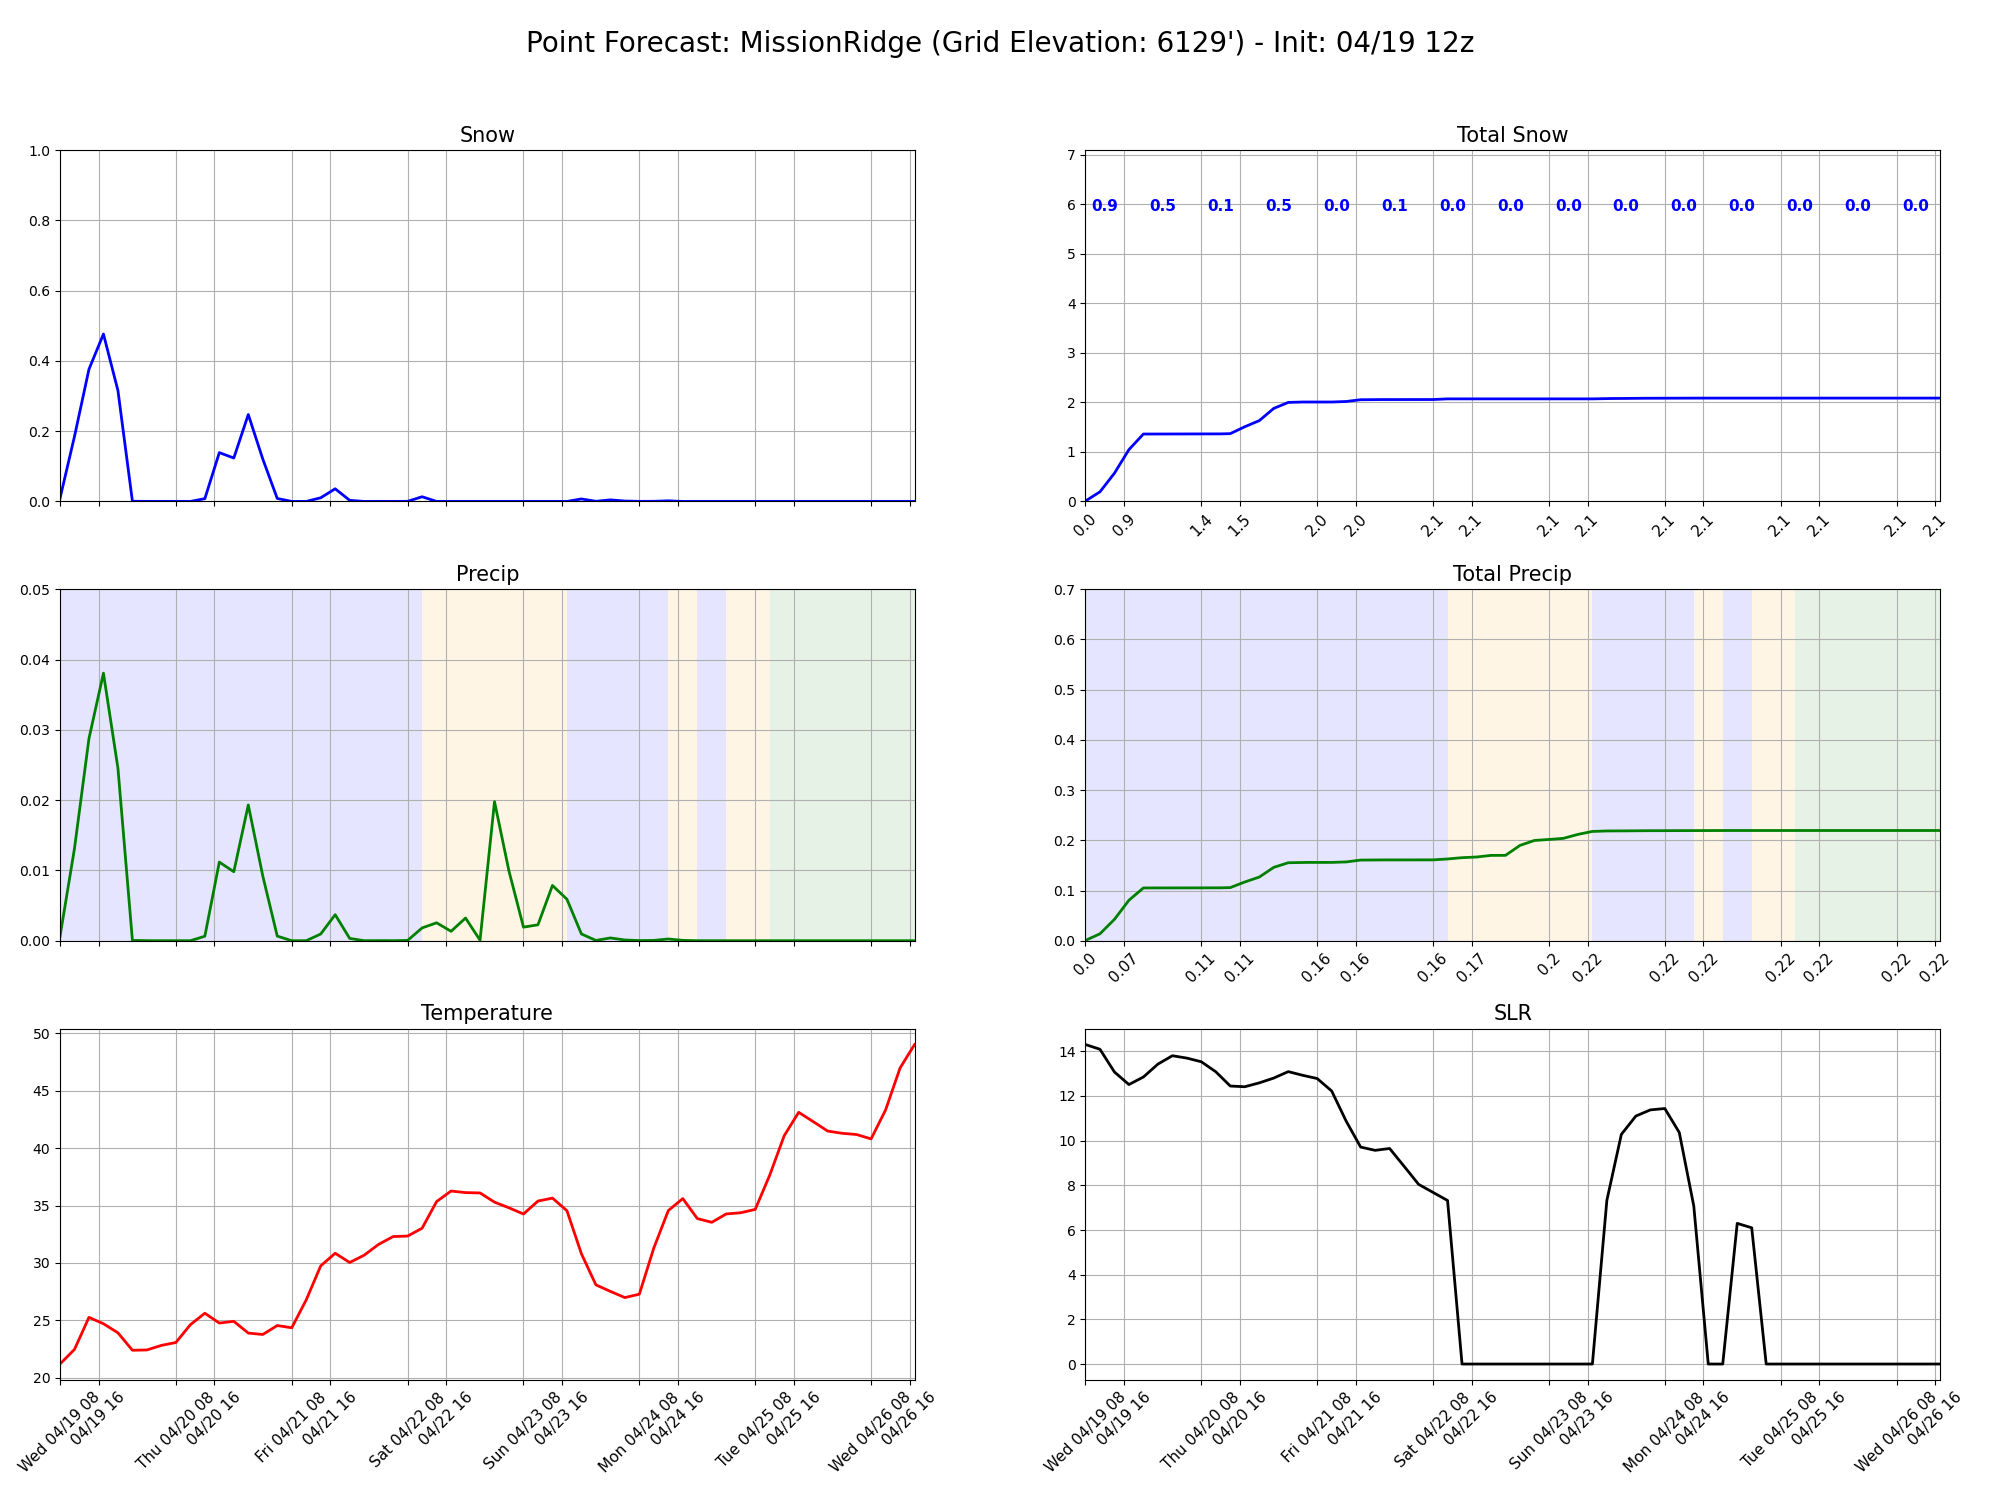 Point Forecast: MissionRidge (Grid Elevation: 6129') - Init: 04/19 12z
Snow
1.0
0.8
0.6
0.4
0.2
0.0
Total Snow
7
6
5
4
3
2
1
0
0.9 0.5 0.1 0.5 0.0 0.1 0.0 0.0 0.0 0.0 0.0 0.0 0.0 0.0 0.0
0.0 0.9 1.4 1.5 2.0 2.0 2.1 2.1 2.1 2.1 2.1 2.1 2.1 2.1 2.1 2.1
Precip
0.05
0.04
0.03
0.02
0.01
0.00
Total Precip
0.7
0.6
0.5
0.4
0.3
0.2
0.1
0.0
0.0 0.07 0.11 0.11 0.16 0.16 0.16 0.17 0.2 0.22 0.22 0.22 0.22 0.22 0.22 0.22
Temperature
50
45
40
35
30
25
20
Wed 04/19 08
04/19 16
Thu 04/20 08
04/20 16
Fri 04/21 08
04/21 16
Sat 04/22 08
04/22 16
Sun 04/23 08
04/23 16
Mon 04/24 08
04/24 16
Tue 04/25 08
04/25 16
Wed 04/26 08
04/26 16
SLR
14
12
10
8
6
4
2
0
Wed 04/19 08
04/19 16
Thu 04/20 08
04/20 16
Fri 04/21 08
04/21 16
Sat 04/22 08
04/22 16
Sun 04/23 08
04/23 16
Mon 04/24 08
04/24 16
Tue 04/25 08
04/25 16
Wed 04/26 08
04/26 16